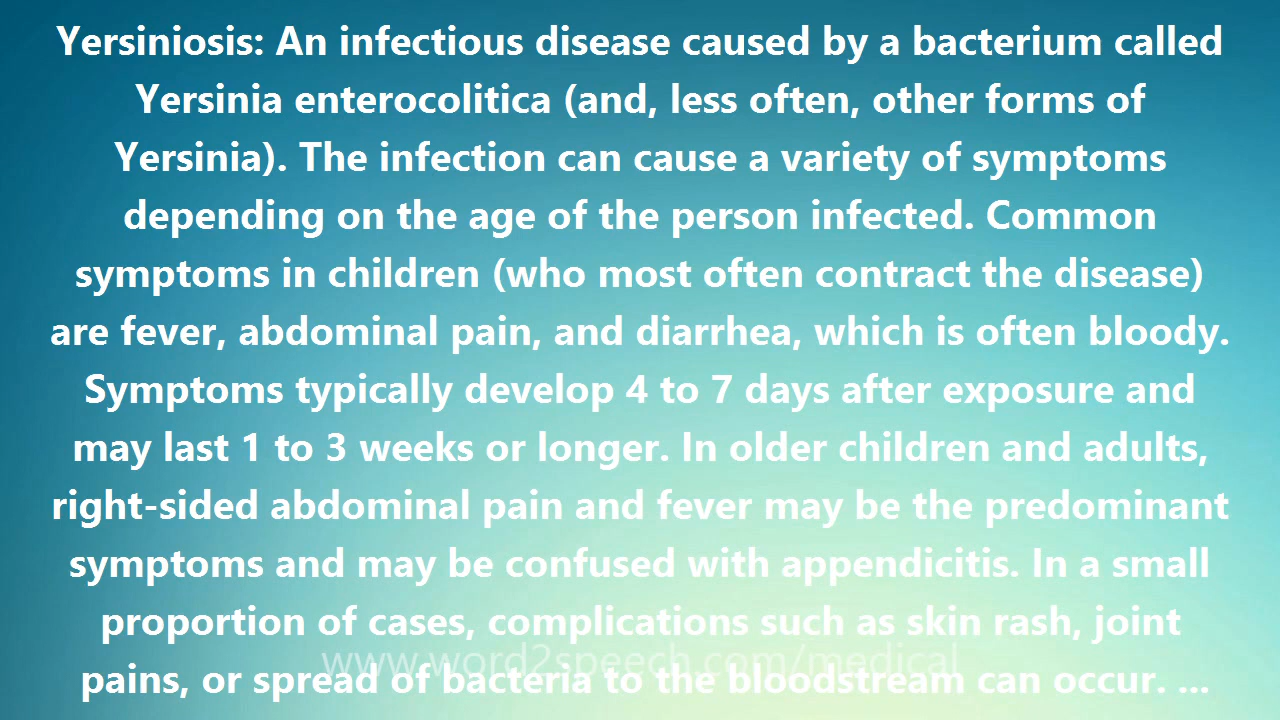 Yersiniosis: An infectious disease caused by a bacterium called
Yersinia enterocolitica (and, less often, other forms of
Yersinia). The infection can cause a variety of symptoms
depending on the age of the person infected. Common
symptoms in children (who most often contract the disease)
are fever, abdominal pain, and diarrhea, which is often bloody.
Symptoms typically develop 4 to 7 days after exposure and
may last 1 to 3 weeks or longer. In older children and adults,
right-sided abdominal pain and fever may be the predominant
symptoms and may be confused with appendicitis. In a small
proportion of cases, complications such as skin rash, joint
www.word2speech.com/medical
pains, or spread of bacteria to the bloodstream can occur. ...